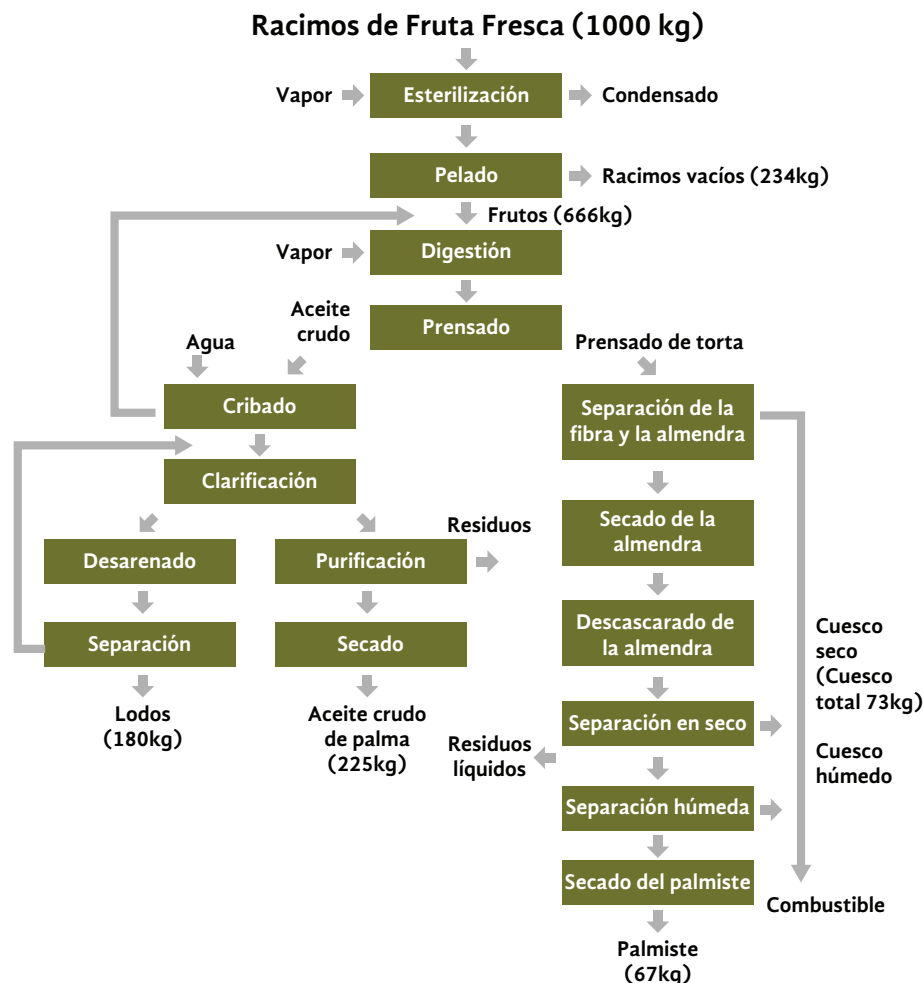 Racimos de Fruta Fresca (1000 kg)
Vapor
Esterilización
Condensado
Pelado
Racimos vacíos (234kg)
Frutos (666kg)
Vapor
Digestión
Aceite
crudo
Prensado
Agua
Prensado de torta
Cribado
Separación de la
fibra y la almendra
Clarificación
Residuos
Secado de la
almendra
Desarenado
Purificación
Descascarado de
la almendra
Separación
Secado
Cuesco
seco
(Cuesco
total 73kg)
Lodos
(180kg)
Aceite crudo
de palma
(225kg)
Separación en seco
Residuos
líquidos
Cuesco
húmedo
Separación húmeda
Secado del palmiste
Combustible
Palmiste
(67kg)